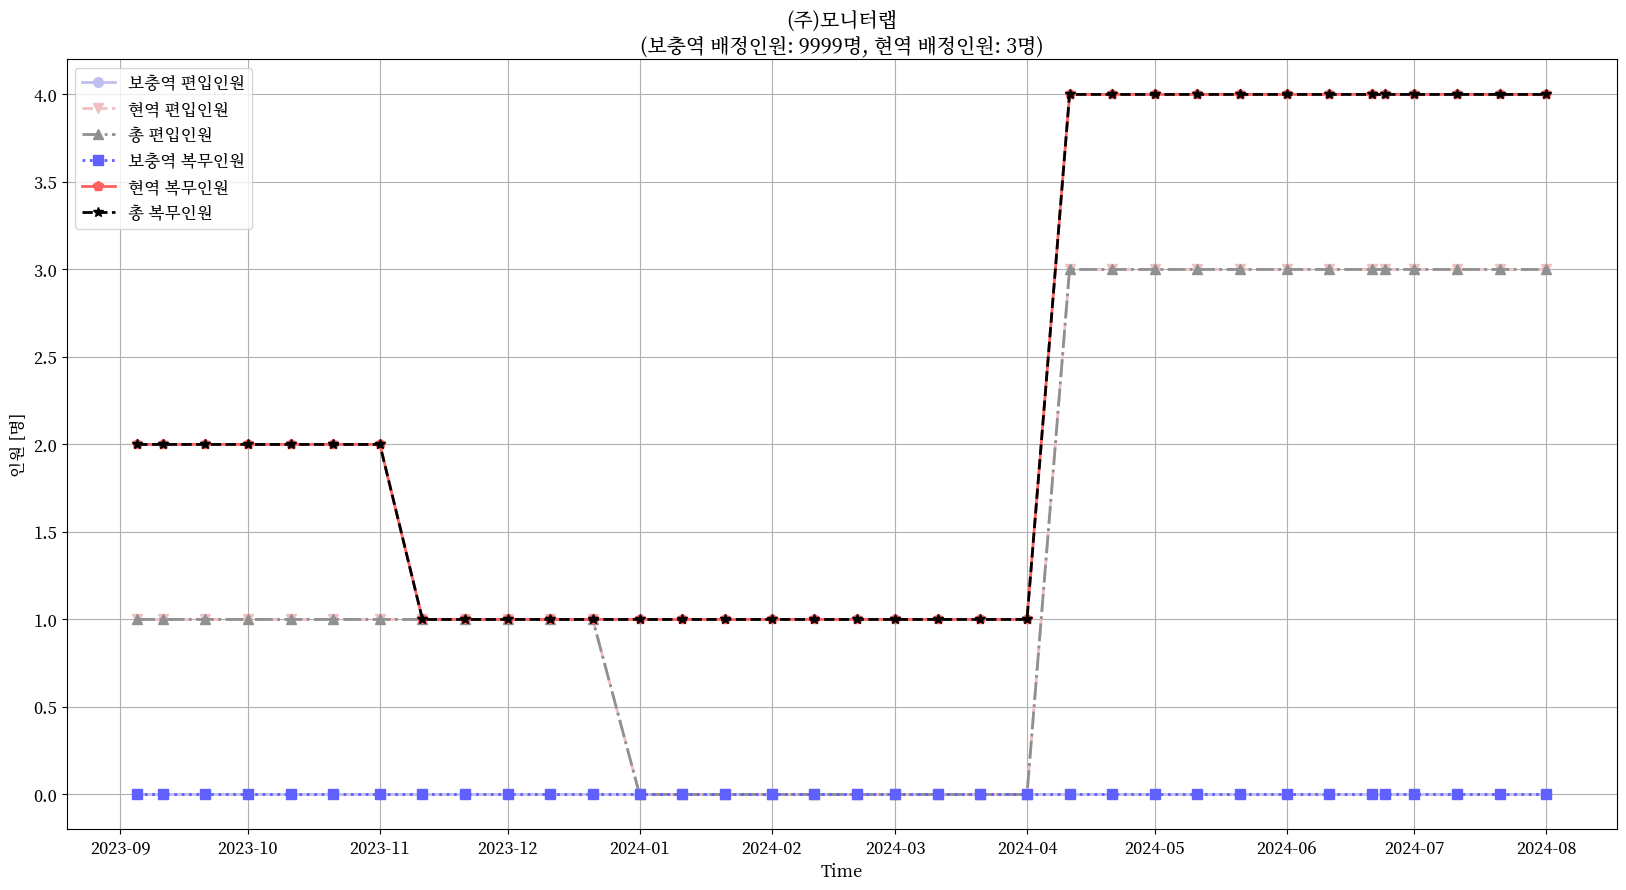 (주)모니터랩
(보충역 배정인원: 9999명, 현역 배정인원: 3명)
보충역 편입인원
현역 편입인원
총 편입인원
보충역 복무인원
현역 복무인원
총 복무인원
인원 [명]
4.0
3.5
3.0
2.5
2.0
1.5
1.0
0.5
0.0
2023-09 2023-10 2023-11 2023-12 2024-01 2024-02 2024-03 2024-04 2024-05 2024-06 2024-07 2024-08
Time